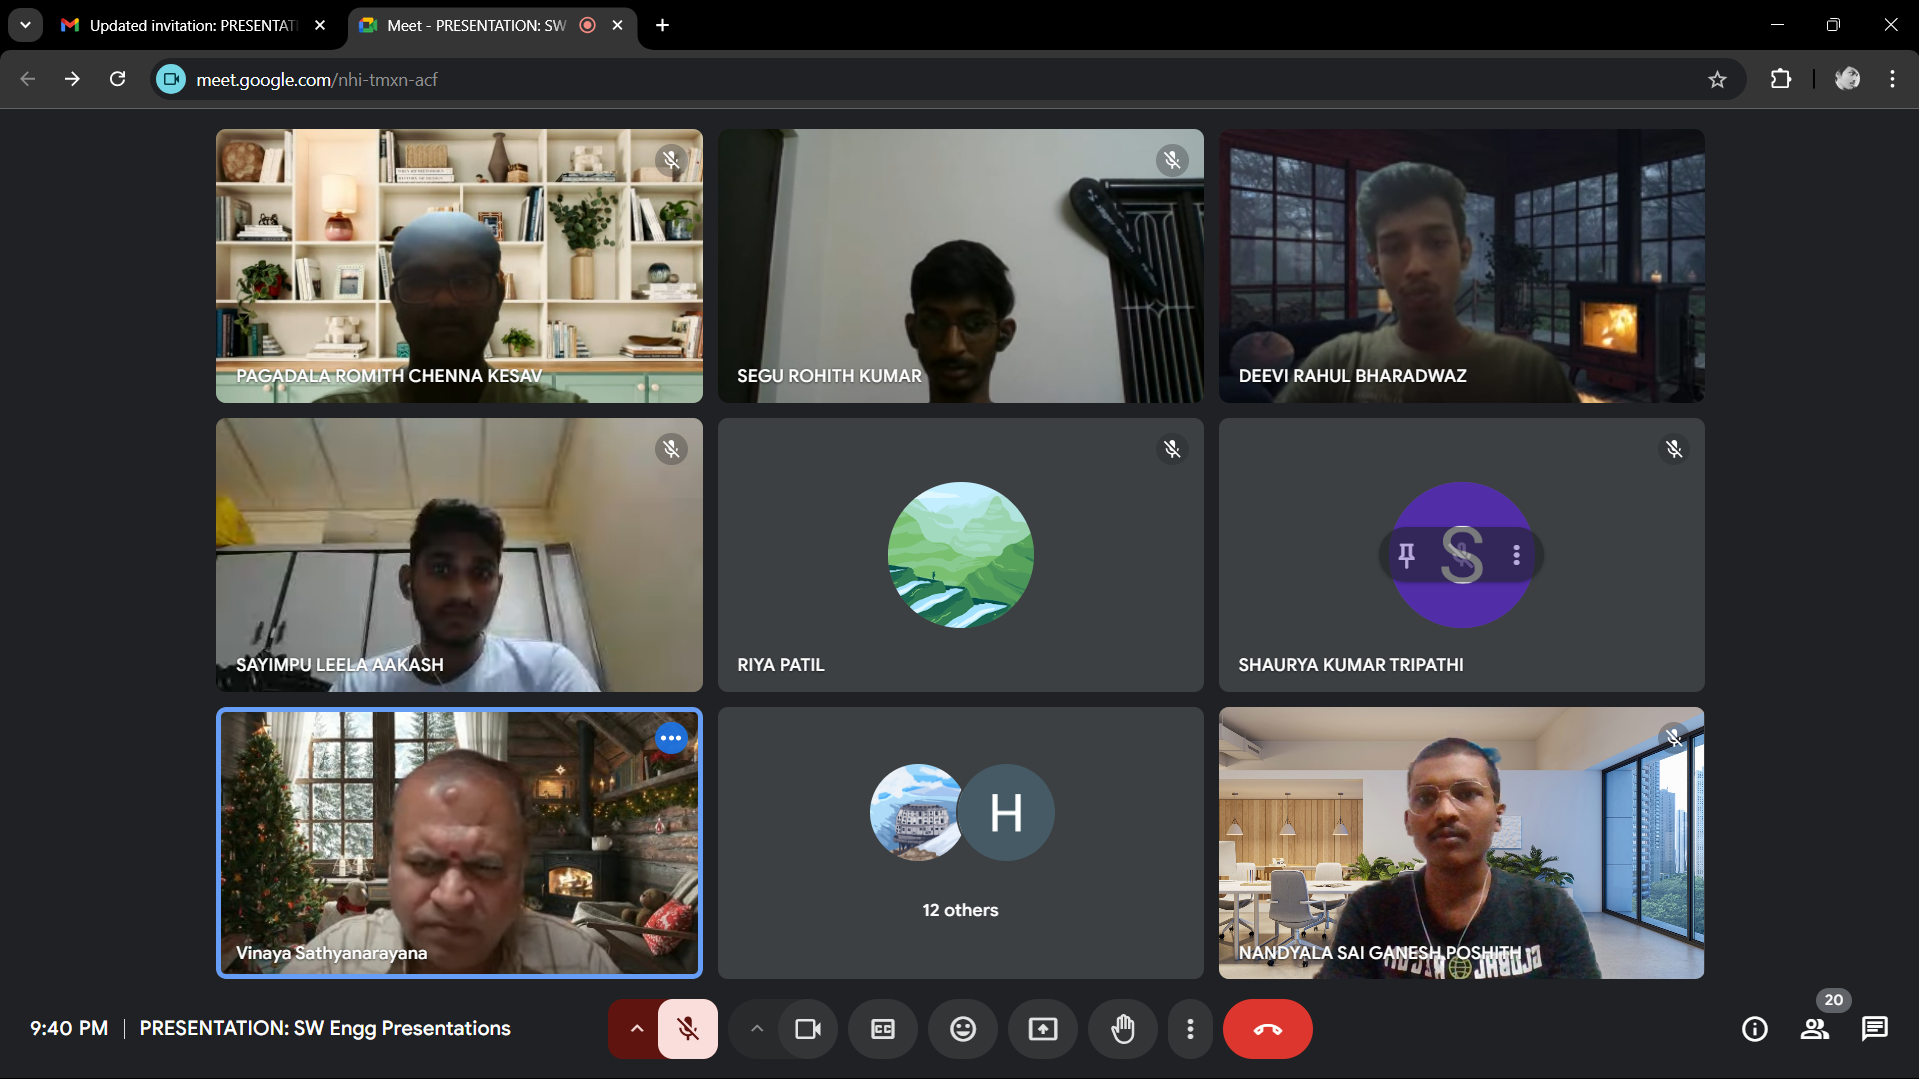 Updated invitation: PRESENTAT
Meet - PRESENTATION: SW
meet.google.com/nhi-tmxn-acf
PAGADALA ROMITH CHENNA KESAV
SEGU ROHITH KUMAR
DEEVI RAHUL BHARADWAZ
SAYIMPU LEELA AAKASH
RIYA PATIL
S
SHAURYA KUMAR TRIPATHI
Vinaya Sathyanarayana
H
12 others
NANDYALA SAI GANESH POSHITH
9:40 PM
PRESENTATION: SW Engg Presentations
CC
20